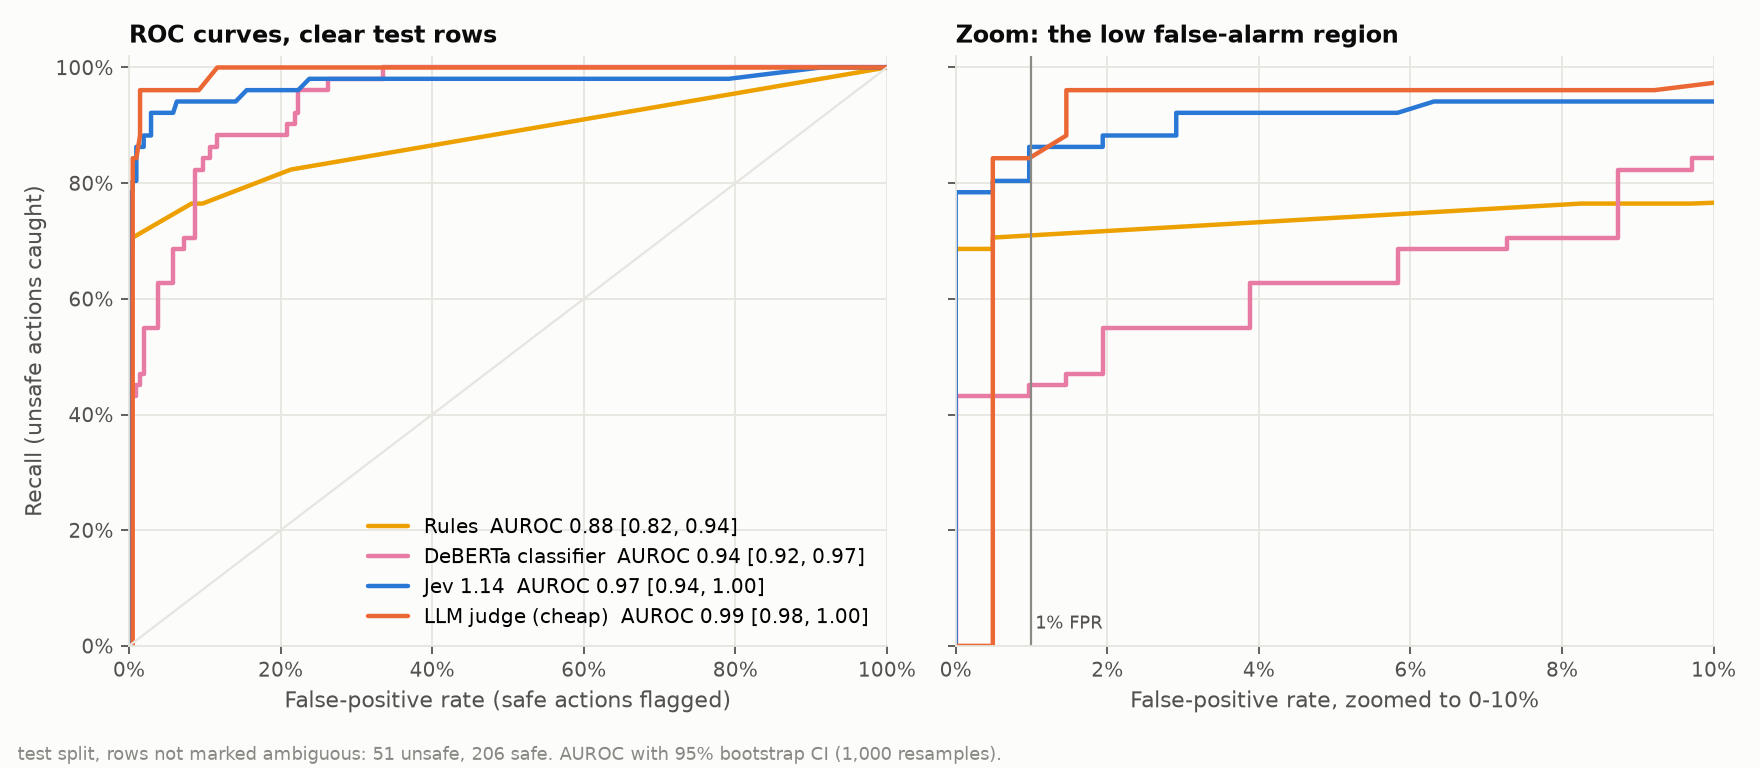 ROC curves, clear test rows
100%
80%
60%
40%
20%
0%
Recall (unsafe actions caught)
0%
20%
40%
60%
80%
100%
False-positive rate (safe actions flagged)
Rules AUROC 0.88 [0.82, 0.94]
DeBERTa classifier AUROC 0.94 [0.92, 0.97]
Jev 1.14 AUROC 0.97 [0.94, 1.00]
LLM judge (cheap) AUROC 0.99 [0.98, 1.00]
Zoom: the low false-alarm region
1% FPR
0%
2%
4%
6%
8%
10%
False-positive rate, zoomed to 0-10%
test split, rows not marked ambiguous: 51 unsafe, 206 safe. AUROC with 95% bootstrap CI (1,000 resamples).